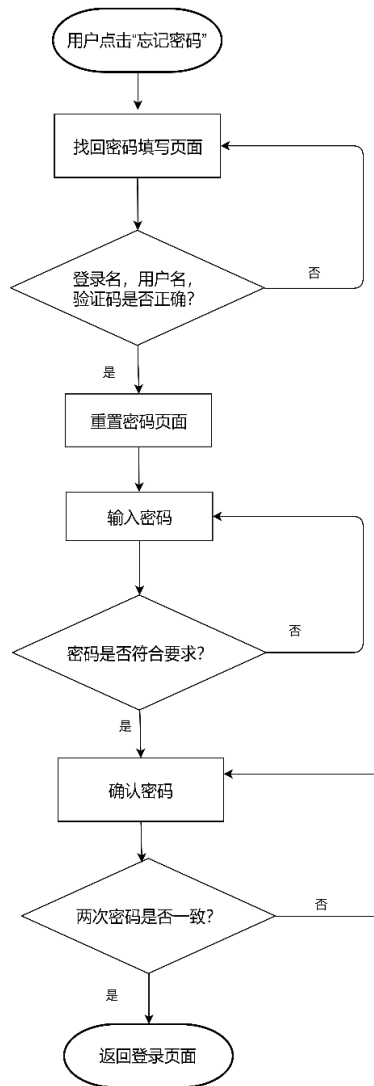 用户点击“忘记密码”
找回密码填写页面
登录名，用户名，
验证码是否正确？
否
是
重置密码页面
输入密码
否
密码是否符合要求？
是
确认密码
两次密码是否一致？
否
是
返回登录页面